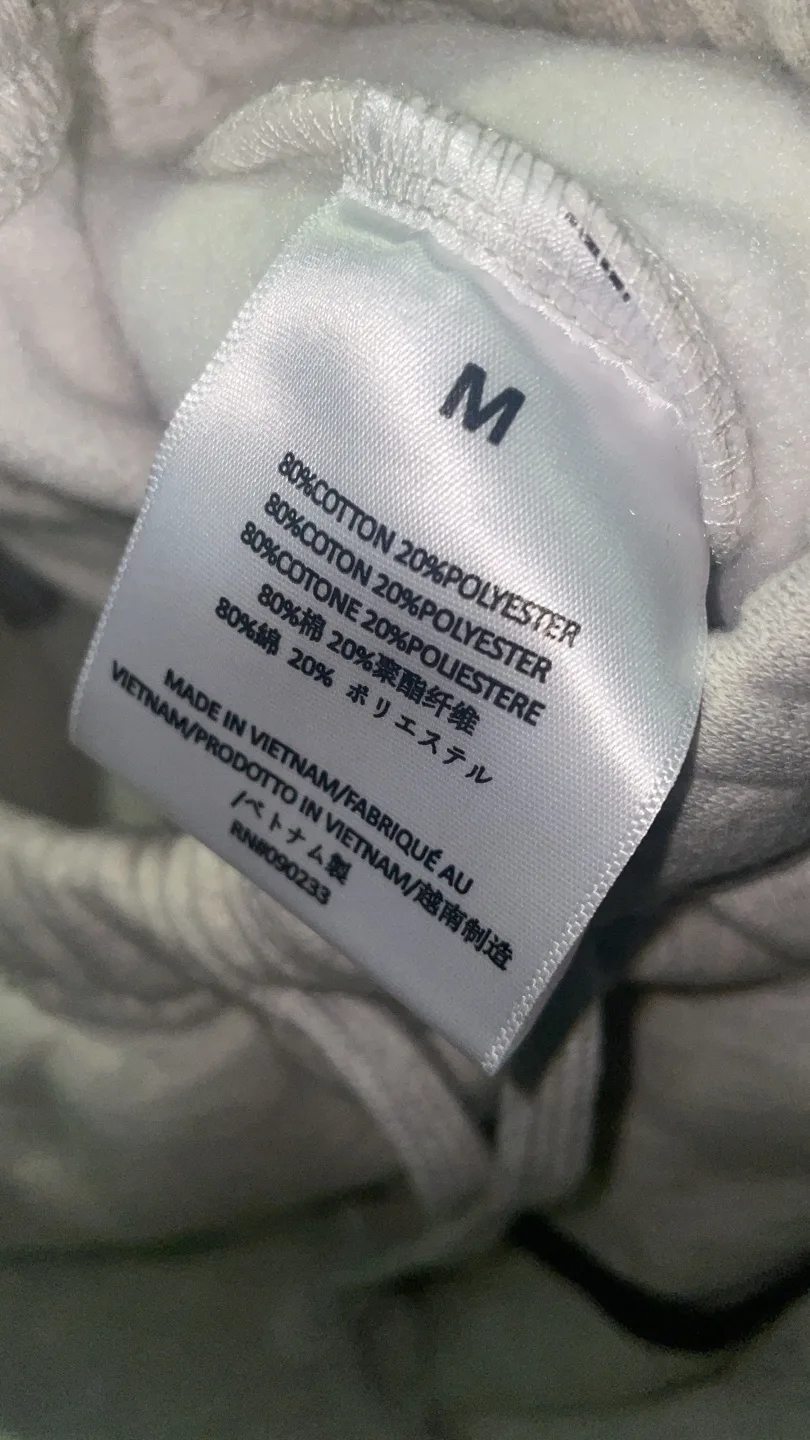 M
80%COTTON 20%POLYESTER
80%COTON 20%POLYESTER
80%COTONE 20%POLIESTERE
80%棉 20%聚酯纤维
80%綿 20% ポリエステル
MADE IN VIETNAM/FABRIQUÉ AU
VIETNAM/PRODOTTO IN VIETNAM/越南制造
/ベトナム製
RN#090233